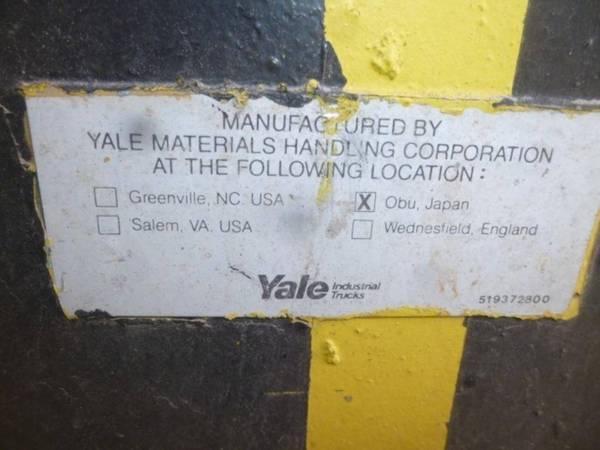 MANUFACTURED BY
YALE MATERIALS HANDLING CORPORATION
AT THE FOLLOWING LOCATION:
☐ Greenville, NC USA ☒ Obu, Japan
☐ Salem, VA. USA ☐ Wednesfield, England
Yale Industrial Trucks
519372800